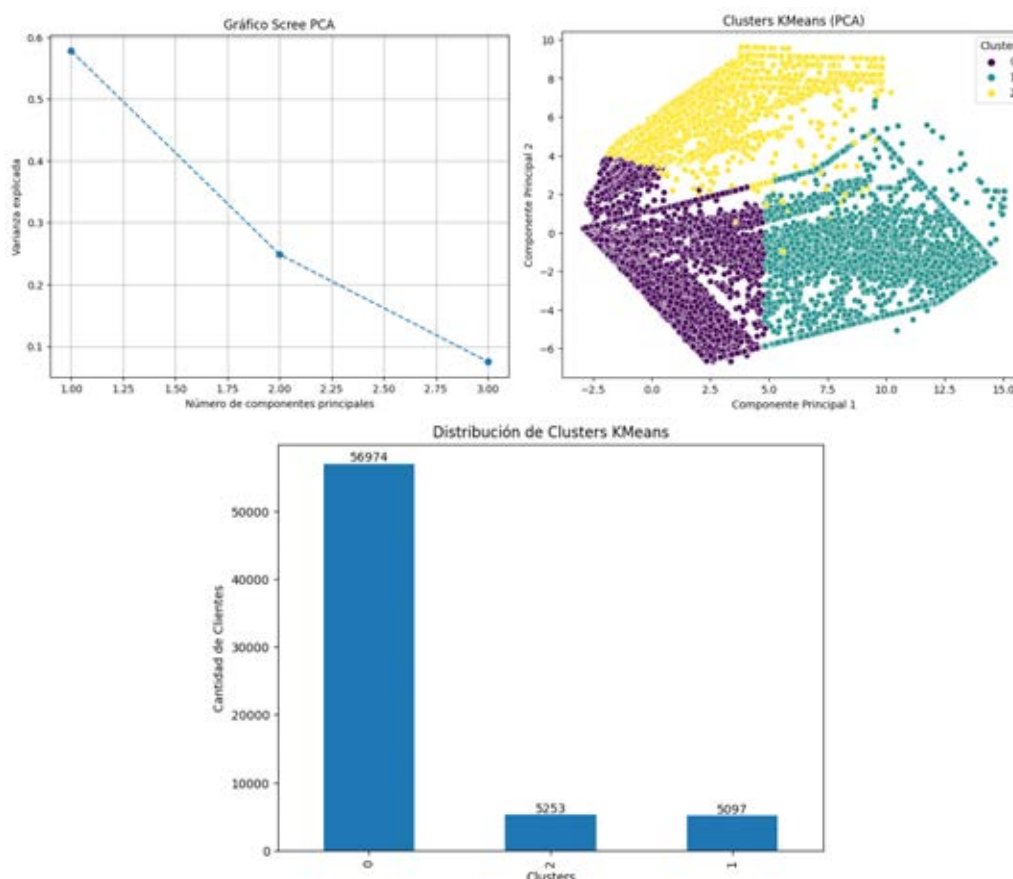 Gráfico Scree PCA
0.6
0.5
0.4
0.3
0.2
0.1
Varianza explicada
1.00 1.25 1.50 1.75 2.00 2.25 2.50 2.75 3.00
Número de componentes principales
Clusters KMeans (PCA)
Cluster
0
1
2
10
8
6
4
2
0
−2
−4
−6
Componente Principal 2
−2.5 0.0 2.5 5.0 7.5 10.0 12.5 15.0
Componente Principal 1
Distribución de Clusters KMeans
56974
5253
5097
50000
40000
30000
20000
10000
0
Cantidad de Clientes
0 2 1
Clusters